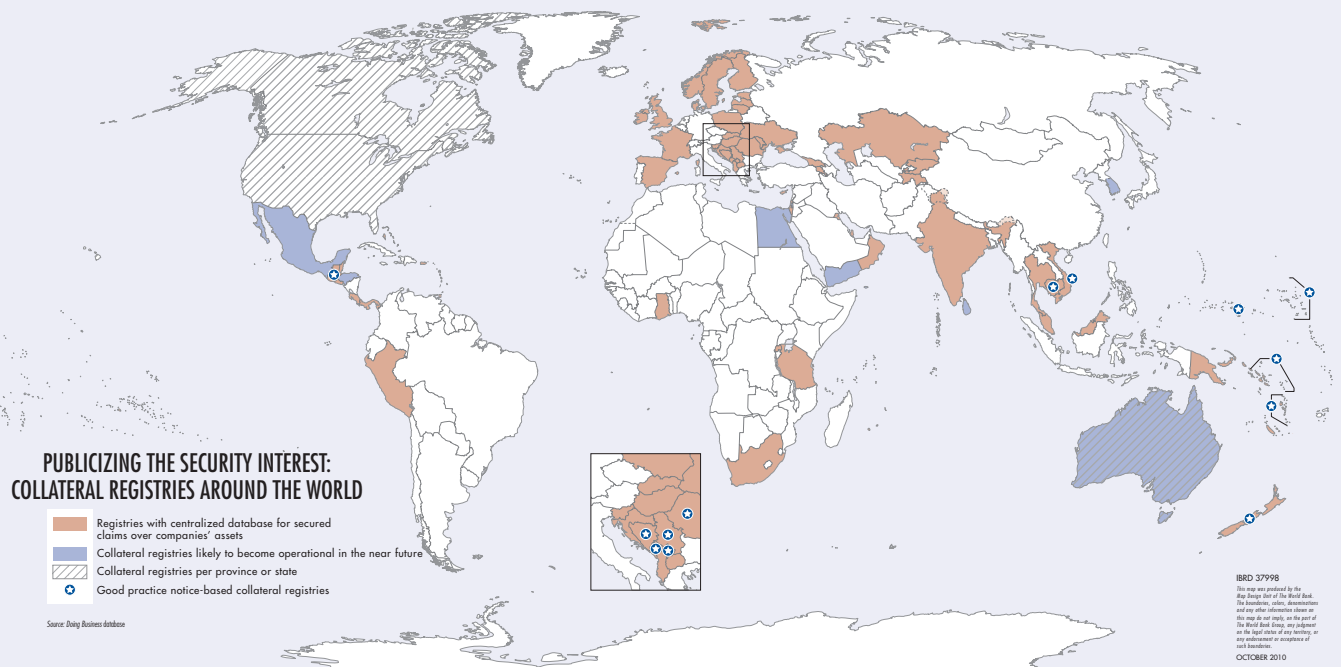 PUBLICIZING THE SECURITY INTEREST:
COLLATERAL REGISTRIES AROUND THE WORLD
Registries with centralized database for secured
claims over companies' assets
Collateral registries likely to become operational in the near future
Collateral registries per province or state
Good practice notice-based collateral registries
Source: Doing Business database
IBRD 37998
This map was produced by the
Map Design Unit of The World Bank.
The boundaries, colors, denominations
and any other information shown on
this map do not imply, on the part of
The World Bank Group, any judgment
on the legal status of any territory, or
any endorsement or acceptance of
such boundaries.
OCTOBER 2010